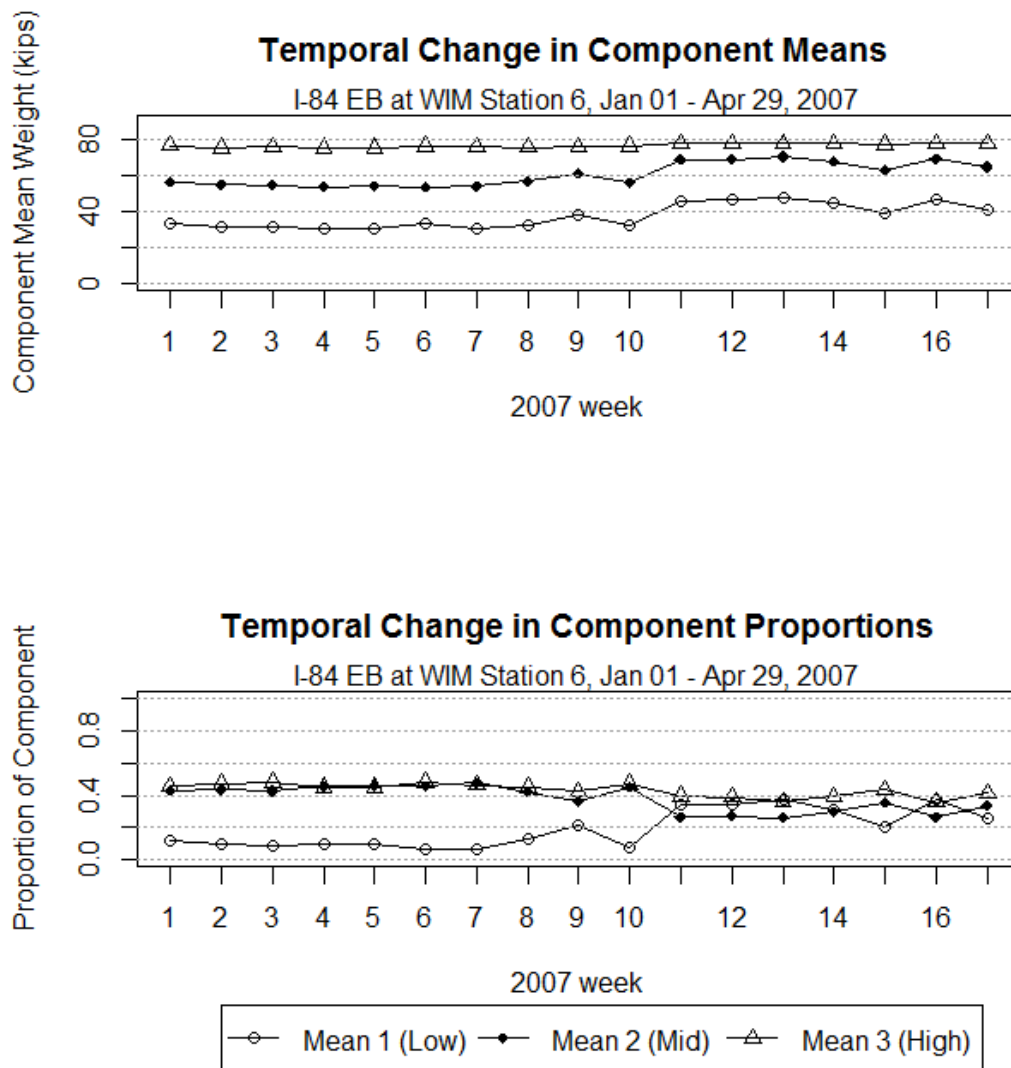 Temporal Change in Component Means
I-84 EB at WIM Station 6, Jan 01 - Apr 29, 2007
Component Mean Weight (kips)
80
40
0
1 2 3 4 5 6 7 8 9 10 12 14 16
2007 week
Temporal Change in Component Proportions
I-84 EB at WIM Station 6, Jan 01 - Apr 29, 2007
Proportion of Component
0.8
0.4
0.0
1 2 3 4 5 6 7 8 9 10 12 14 16
2007 week
Mean 1 (Low) Mean 2 (Mid) Mean 3 (High)